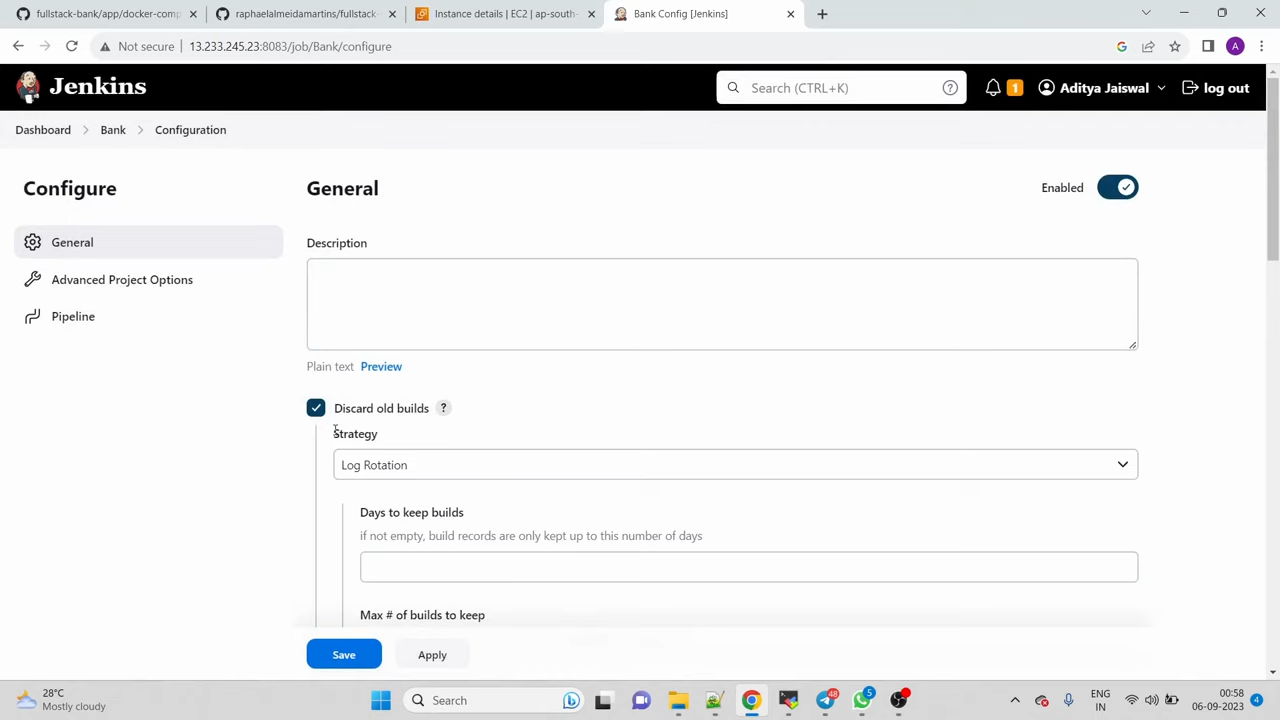 fullstack-bank/app/docker-comp
raphaelalmeidamartins/fullstack-
Instance details | EC2 | ap-south-
Bank Config [Jenkins]
Not secure 13.233.245.23:8083/job/Bank/configure
G
A
Jenkins
Search (CTRL+K)
?
1
Aditya Jaiswal
log out
Dashboard
Bank
Configuration
Configure
General
Enabled
General
Advanced Project Options
Pipeline
Description
Plain text Preview
Discard old builds ?
Strategy
Log Rotation
Days to keep builds
if not empty, build records are only kept up to this number of days
Max # of builds to keep
Save
Apply
28°C
Mostly cloudy
Search
48
5
ENG
IN
00:58
06-09-2023
4